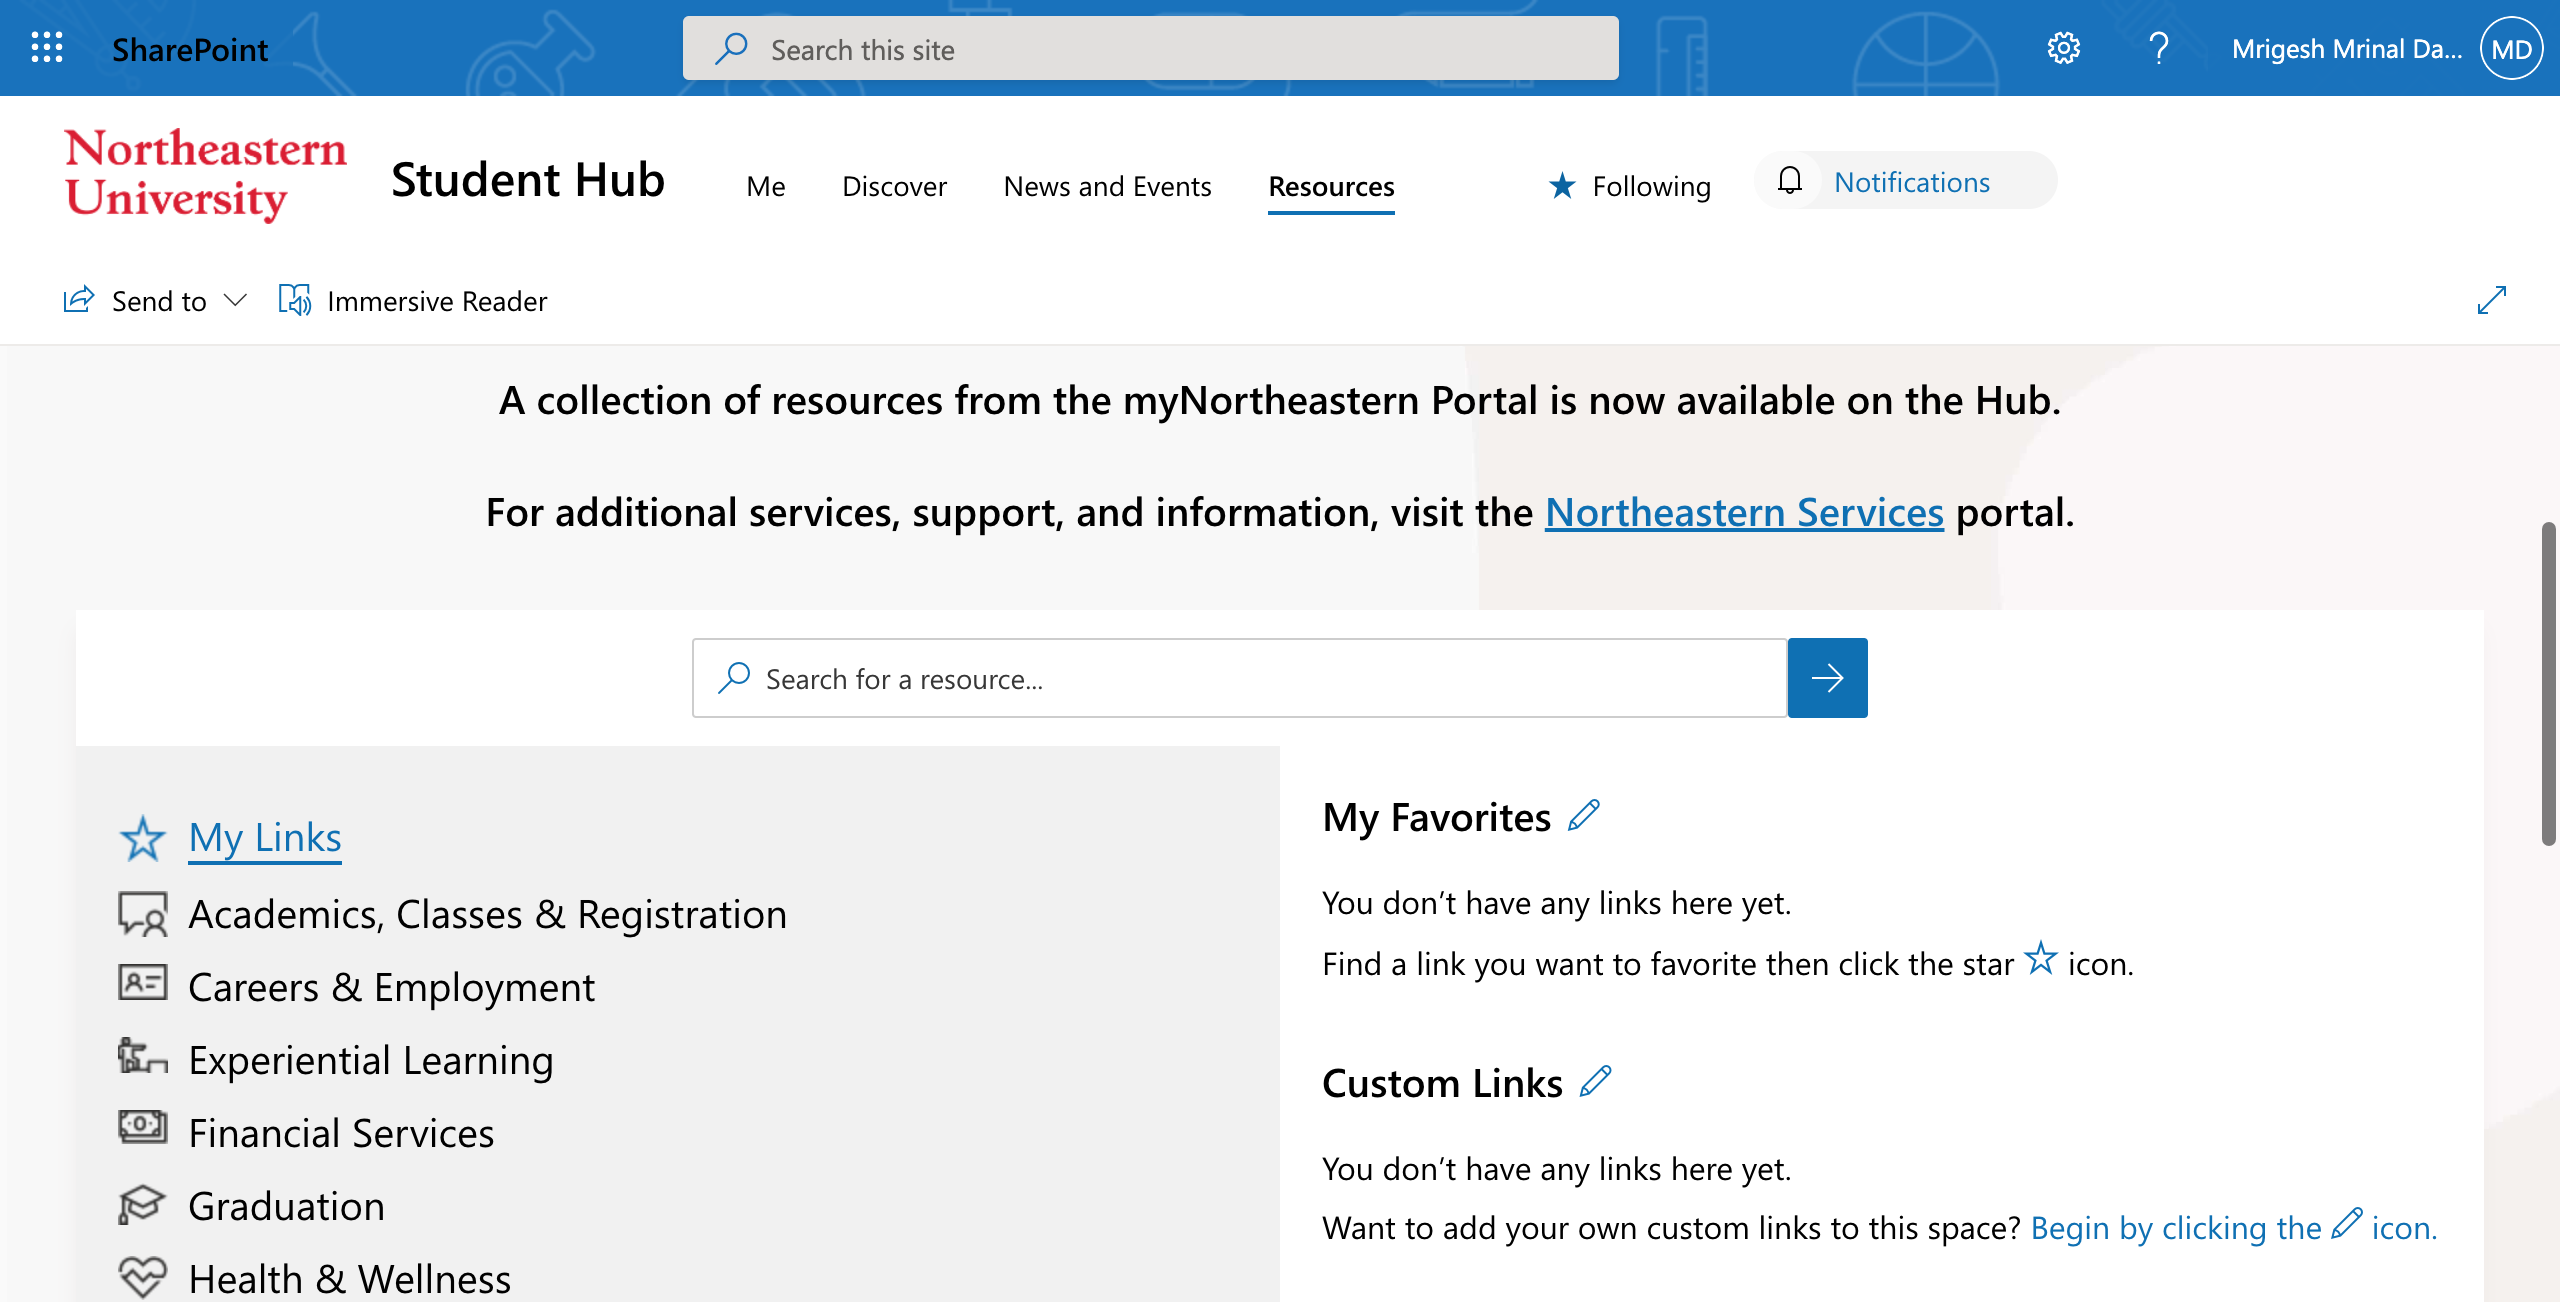 SharePoint
Search this site
Mrigesh Mrinal Da...
MD
Northeastern
University
Student Hub
Me
Discover
News and Events
Resources
Following
Notifications
Send to
Immersive Reader
A collection of resources from the myNortheastern Portal is now available on the Hub.
For additional services, support, and information, visit the Northeastern Services portal.
Search for a resource...
My Links
Academics, Classes & Registration
Careers & Employment
Experiential Learning
Financial Services
Graduation
Health & Wellness
My Favorites
You don’t have any links here yet.
Find a link you want to favorite then click the star icon.
Custom Links
You don’t have any links here yet.
Want to add your own custom links to this space? Begin by clicking the icon.